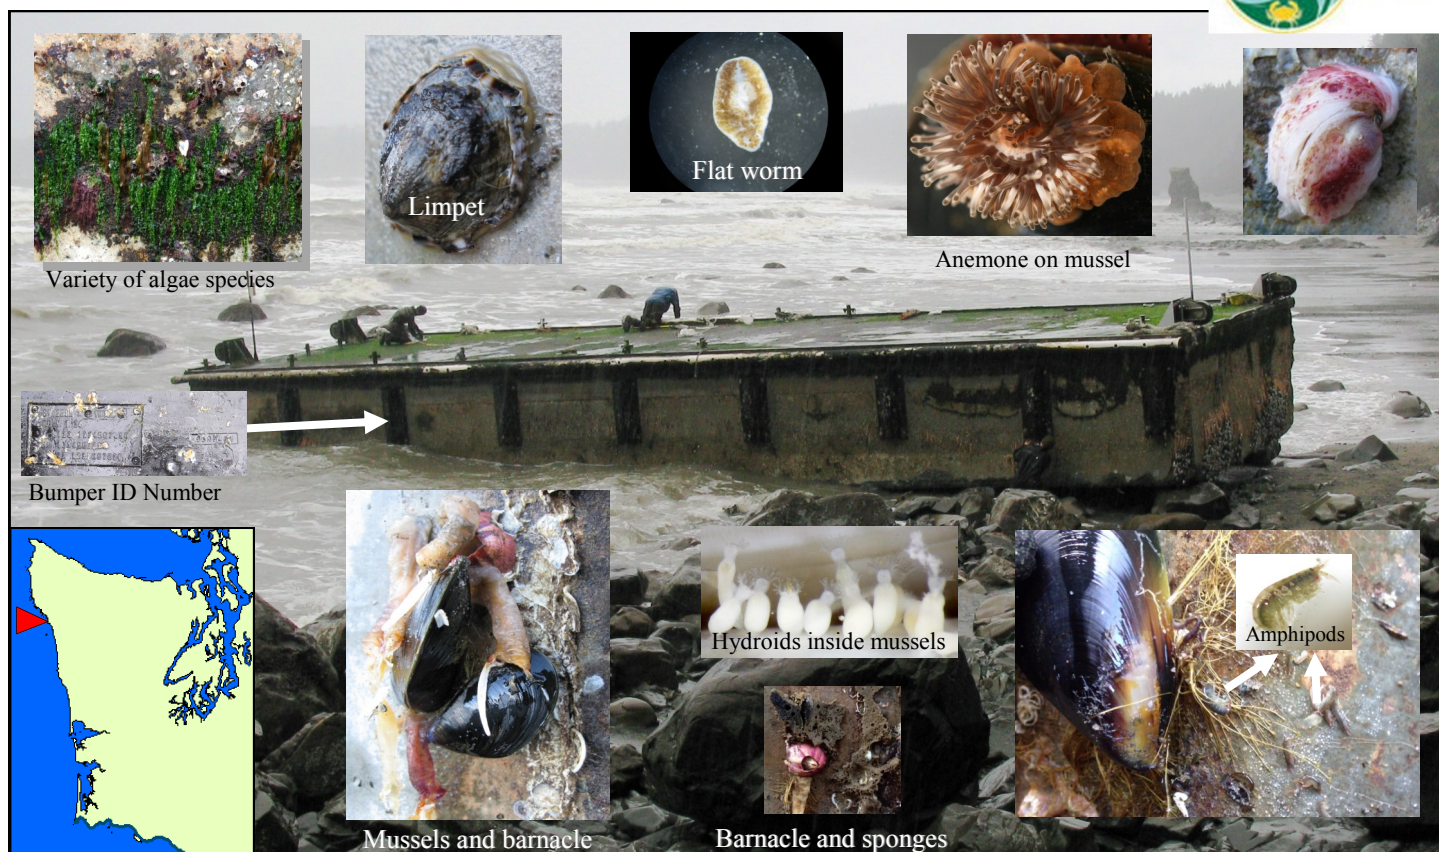 Limpet
Flat worm
Variety of algae species
Anemone on mussel
Bumper ID Number
Hydroids inside mussels
Amphipods
Mussels and barnacle
Barnacle and sponges